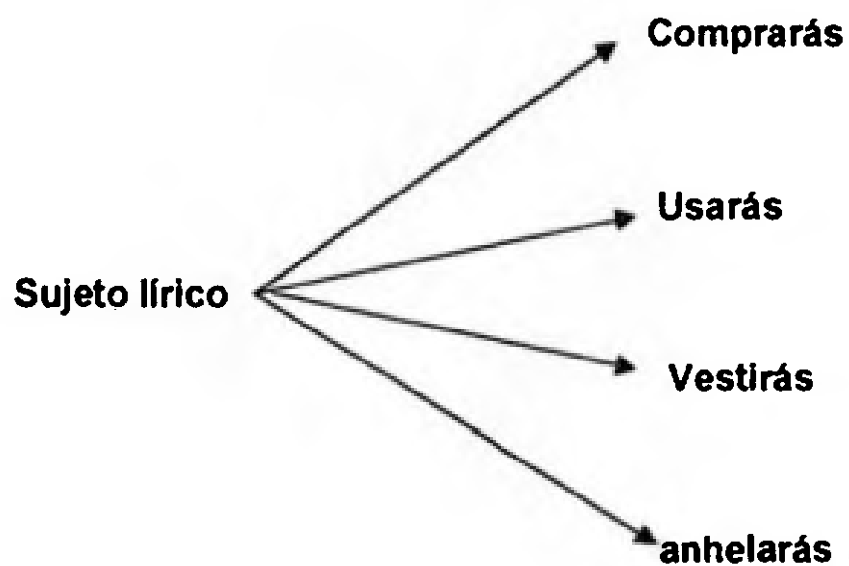 Comprarás
Usarás
Sujeto lírico
Vestirás
anhelarás